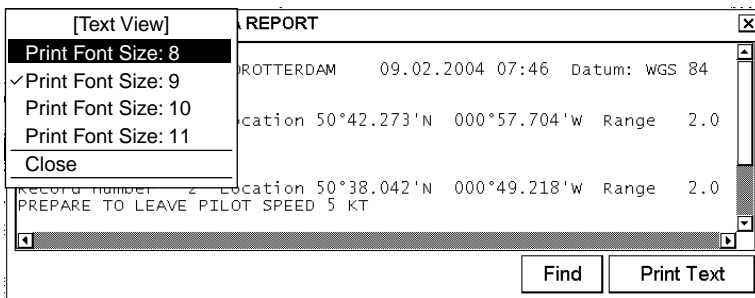 [Text View]
Print Font Size: 8
✓Print Font Size: 9
Print Font Size: 10
Print Font Size: 11
Close
REPORT
ROTTERDAM 09.02.2004 07:46 Datum: WGS 84
Location 50°42.273'N 000°57.704'W Range 2.0
Record number 2 Location 50°38.042'N 000°49.218'W Range 2.0
PREPARE TO LEAVE PILOT SPEED 5 KT
Find
Print Text